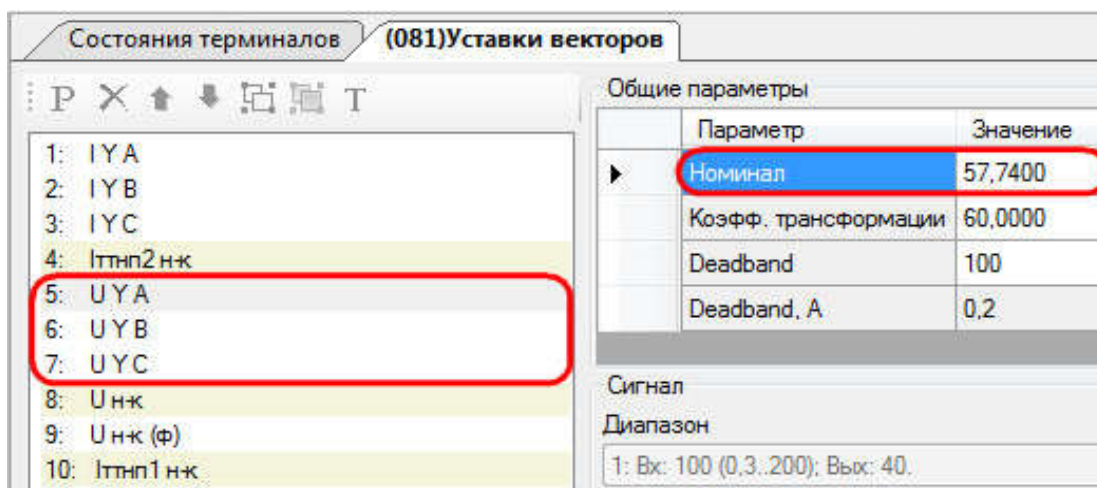 Состояния терминалов (081)Уставки векторов
P T
1: I Y A
2: I Y B
3: I Y C
4: Iттнп2 н-к
5: U Y A
6: U Y B
7: U Y C
8: U н-к
9: U н-к (ф)
10: Iттнп1 н-к
Общие параметры
Параметр Значение
Номинал 57,7400
Коэфф. трансформации 60,0000
Deadband 100
Deadband, A 0,2
Сигнал
Диапазон
1: Вх: 100 (0,3..200); Вых: 40.